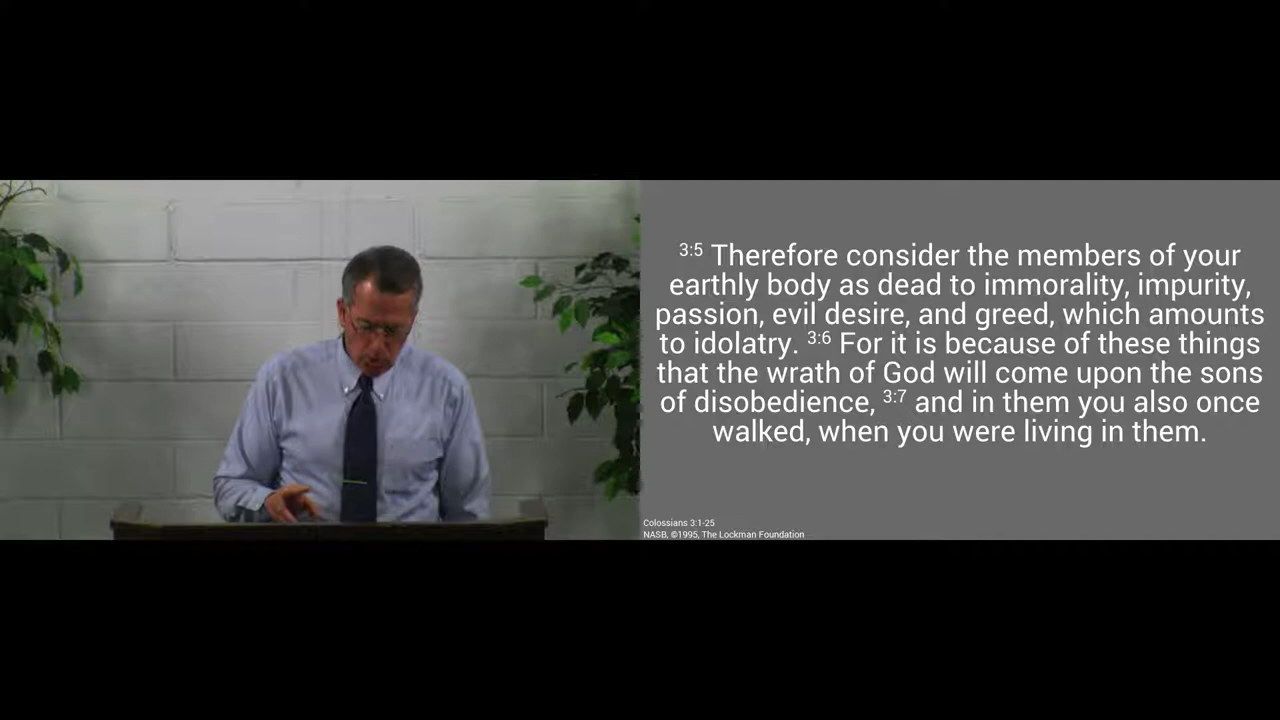 3:5 Therefore consider the members of your
earthly body as dead to immorality, impurity,
passion, evil desire, and greed, which amounts
to idolatry. 3:6 For it is because of these things
that the wrath of God will come upon the sons
of disobedience, 3:7 and in them you also once
walked, when you were living in them.
Colossians 3:1-25
NASB, ©1995, The Lockman Foundation